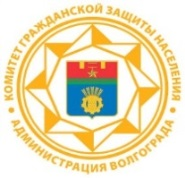 КОМИТЕТ ГРАЖДАНСКОЙ ЗАЩИТЫ НАСЕЛЕНИЯ
АДМИНИСТРАЦИЯ ВОЛГОГРАДА